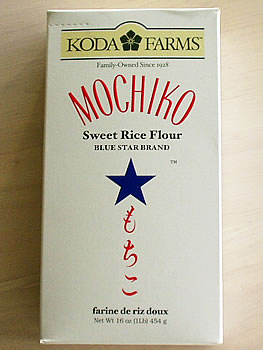 KODA FARMS™
Family-Owned Since 1928
MOCHIKO
Sweet Rice Flour
BLUE STAR BRAND
™
もちこ
farine de riz doux
Net Wt 16 oz (1Lb) 454 g